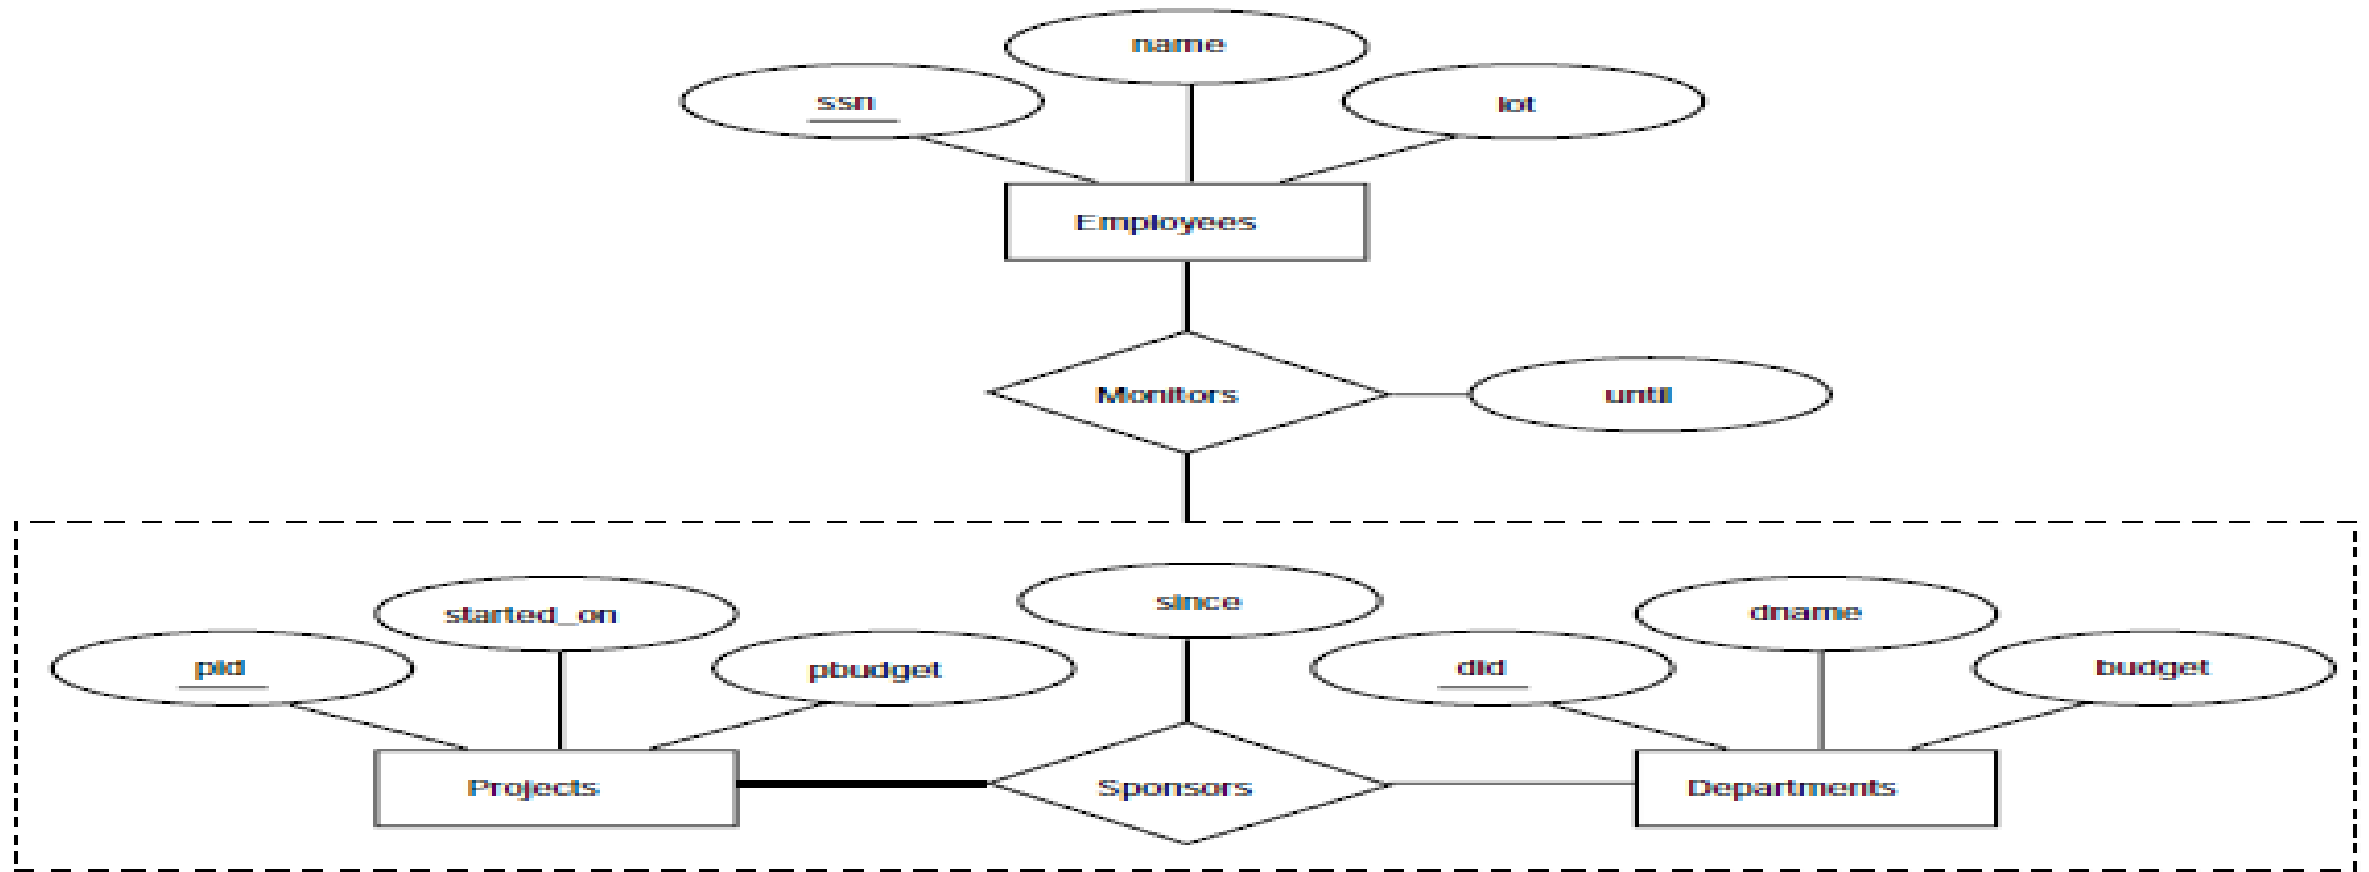 name
ssn
lot
Employees
Monitors
until
since
started_on
dname
pid
pbudget
did
budget
Projects
Sponsors
Departments